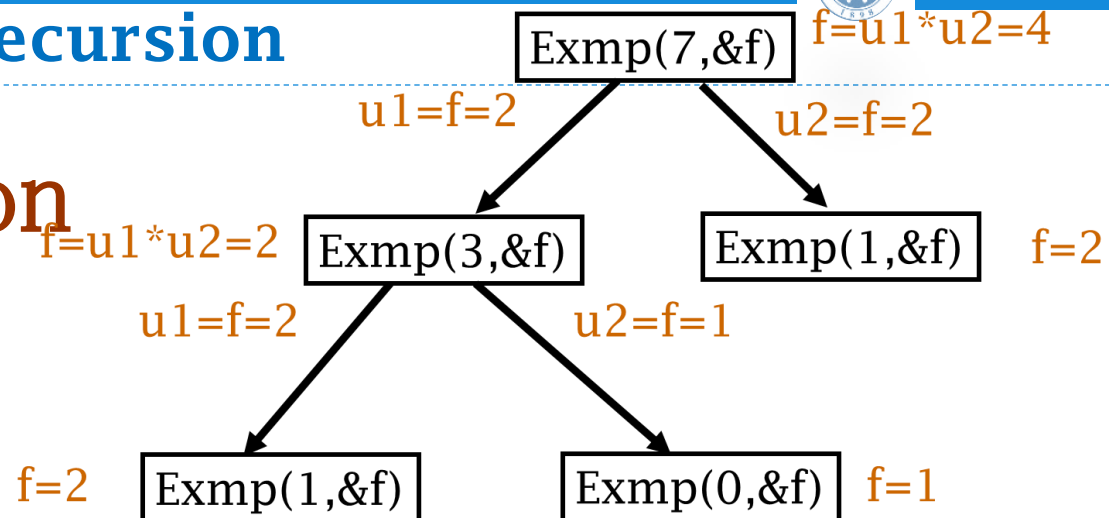 ecursion
Exmp(7,&f)
f=u1*u2=4
u1=f=2
u2=f=2
on
f=u1*u2=2
Exmp(3,&f)
Exmp(1,&f)
f=2
u1=f=2
u2=f=1
f=2
Exmp(1,&f)
Exmp(0,&f)
f=1
1898